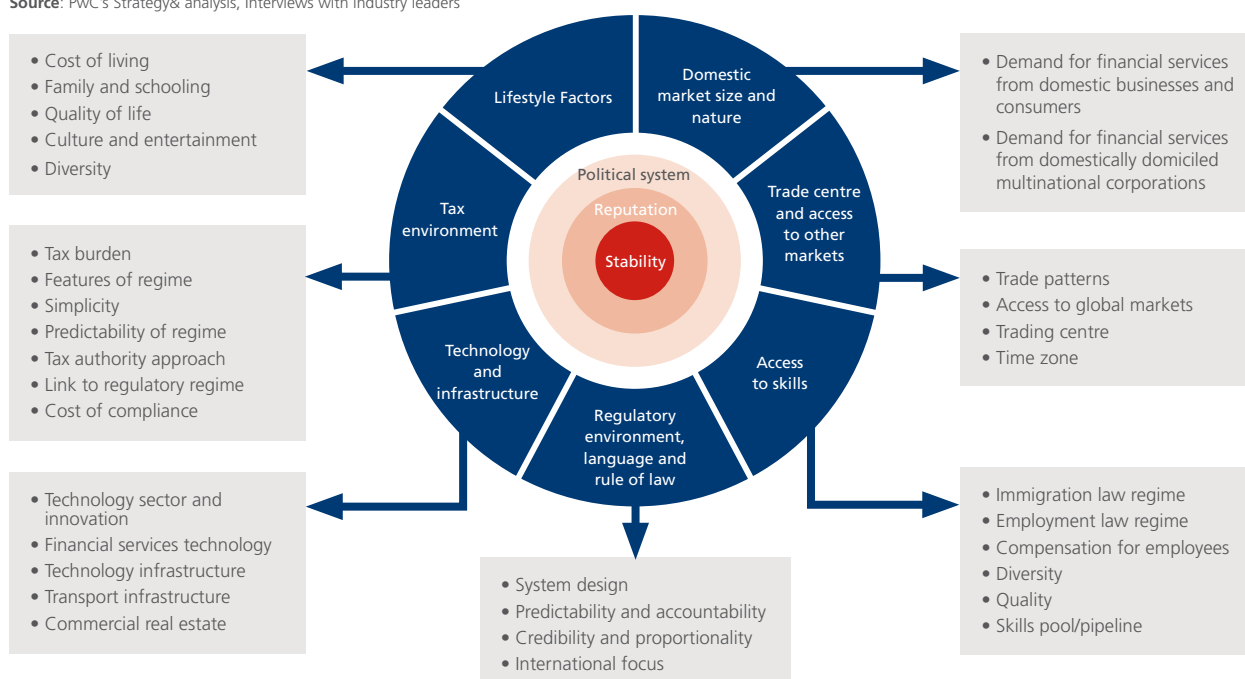 Source: PwC's Strategy& analysis, Interviews with industry leaders
• Cost of living
• Family and schooling
• Quality of life
• Culture and entertainment
• Diversity
• Tax burden
• Features of regime
• Simplicity
• Predictability of regime
• Tax authority approach
• Link to regulatory regime
• Cost of compliance
• Technology sector and
innovation
• Financial services technology
• Technology infrastructure
• Transport infrastructure
• Commercial real estate
Lifestyle Factors
Domestic
market size and
nature
Tax
environment
Trade centre
and access
to other
markets
Technology
and
infrastructure
Access
to skills
Regulatory
environment,
language and
rule of law
Political system
Reputation
Stability
• System design
• Predictability and accountability
• Credibility and proportionality
• International focus
• Demand for financial services
from domestic businesses and
consumers
• Demand for financial services
from domestically domiciled
multinational corporations
• Trade patterns
• Access to global markets
• Trading centre
• Time zone
• Immigration law regime
• Employment law regime
• Compensation for employees
• Diversity
• Quality
• Skills pool/pipeline